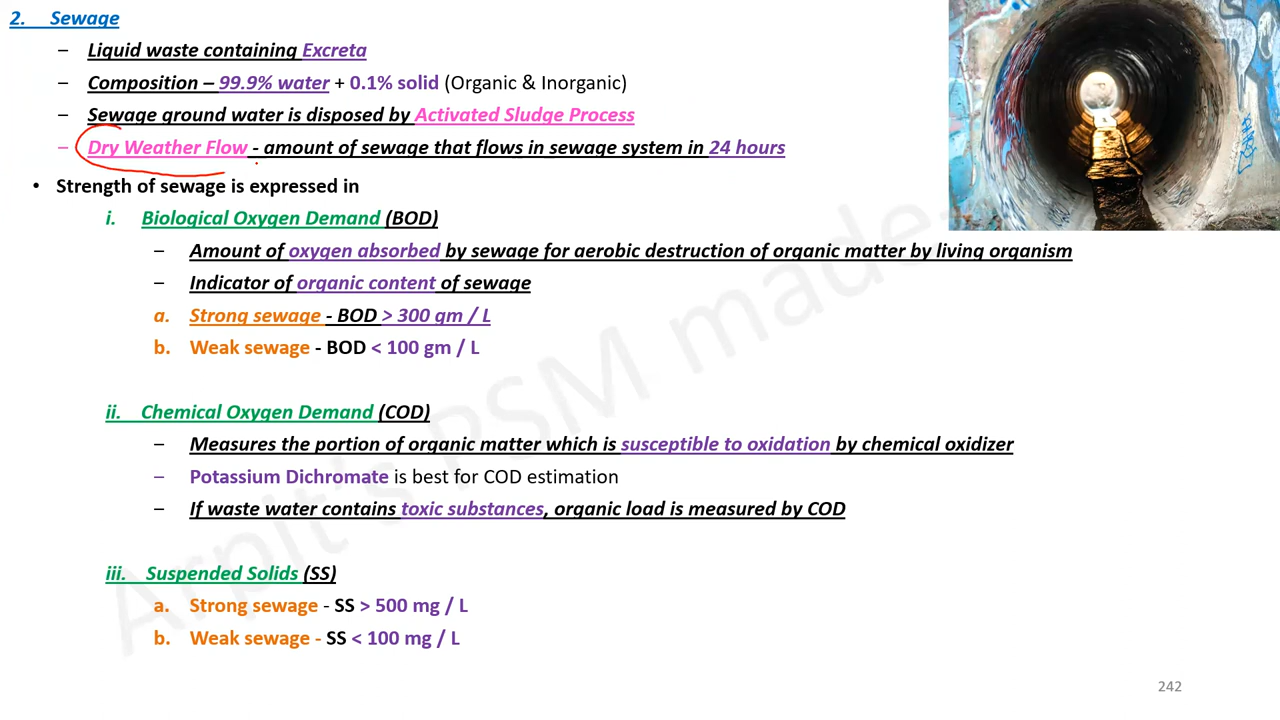 2. Sewage
– Liquid waste containing Excreta
– Composition – 99.9% water + 0.1% solid (Organic & Inorganic)
– Sewage ground water is disposed by Activated Sludge Process
– Dry Weather Flow - amount of sewage that flows in sewage system in 24 hours
• Strength of sewage is expressed in
i. Biological Oxygen Demand (BOD)
– Amount of oxygen absorbed by sewage for aerobic destruction of organic matter by living organism
– Indicator of organic content of sewage
a. Strong sewage - BOD > 300 gm / L
b. Weak sewage - BOD < 100 gm / L
ii. Chemical Oxygen Demand (COD)
– Measures the portion of organic matter which is susceptible to oxidation by chemical oxidizer
– Potassium Dichromate is best for COD estimation
– If waste water contains toxic substances, organic load is measured by COD
iii. Suspended Solids (SS)
a. Strong sewage - SS > 500 mg / L
b. Weak sewage - SS < 100 mg / L
Arpit's PSM made
242